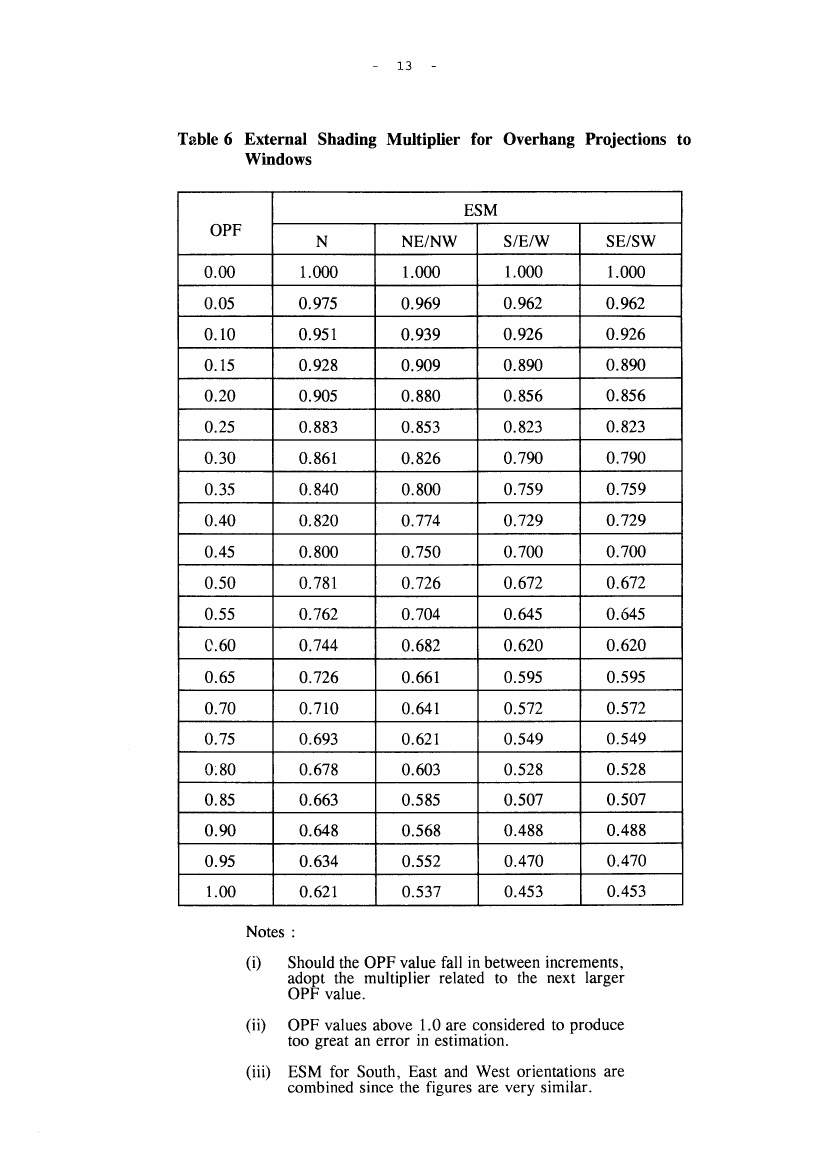 - 13 -
Table 6 External Shading Multiplier for Overhang Projections to
Windows
OPF
ESM
N NE/NW S/E/W SE/SW
0.00 1.000 1.000 1.000 1.000
0.05 0.975 0.969 0.962 0.962
0.10 0.951 0.939 0.926 0.926
0.15 0.928 0.909 0.890 0.890
0.20 0.905 0.880 0.856 0.856
0.25 0.883 0.853 0.823 0.823
0.30 0.861 0.826 0.790 0.790
0.35 0.840 0.800 0.759 0.759
0.40 0.820 0.774 0.729 0.729
0.45 0.800 0.750 0.700 0.700
0.50 0.781 0.726 0.672 0.672
0.55 0.762 0.704 0.645 0.645
0.60 0.744 0.682 0.620 0.620
0.65 0.726 0.661 0.595 0.595
0.70 0.710 0.641 0.572 0.572
0.75 0.693 0.621 0.549 0.549
0.80 0.678 0.603 0.528 0.528
0.85 0.663 0.585 0.507 0.507
0.90 0.648 0.568 0.488 0.488
0.95 0.634 0.552 0.470 0.470
1.00 0.621 0.537 0.453 0.453
Notes :
(i) Should the OPF value fall in between increments,
adopt the multiplier related to the next larger
OPF value.
(ii) OPF values above 1.0 are considered to produce
too great an error in estimation.
(iii) ESM for South, East and West orientations are
combined since the figures are very similar.